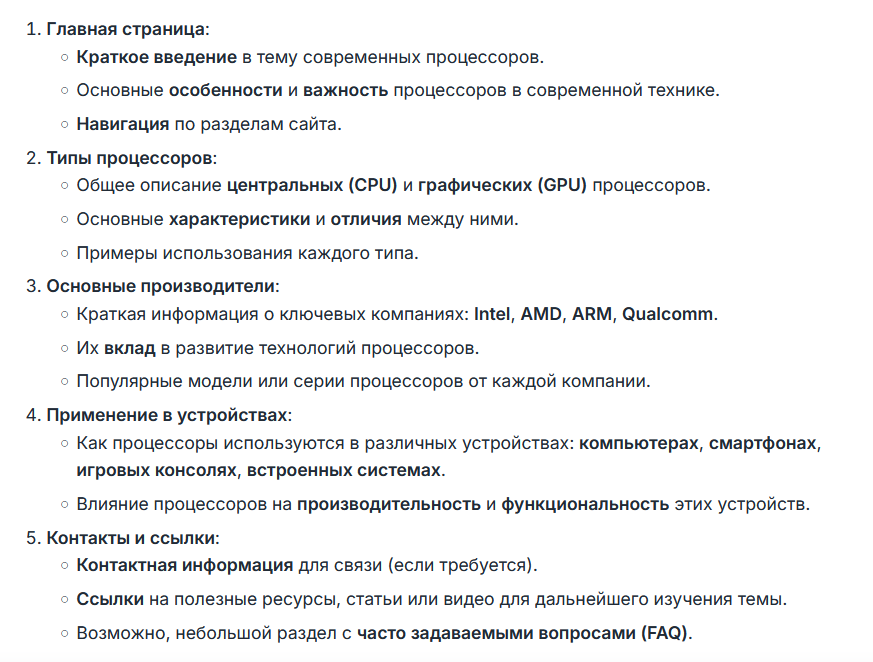 1. Главная страница:
○ Краткое введение в тему современных процессоров.
○ Основные особенности и важность процессоров в современной технике.
○ Навигация по разделам сайта.
2. Типы процессоров:
○ Общее описание центральных (CPU) и графических (GPU) процессоров.
○ Основные характеристики и отличия между ними.
○ Примеры использования каждого типа.
3. Основные производители:
○ Краткая информация о ключевых компаниях: Intel, AMD, ARM, Qualcomm.
○ Их вклад в развитие технологий процессоров.
○ Популярные модели или серии процессоров от каждой компании.
4. Применение в устройствах:
○ Как процессоры используются в различных устройствах: компьютерах, смартфонах,
игровых консолях, встроенных системах.
○ Влияние процессоров на производительность и функциональность этих устройств.
5. Контакты и ссылки:
○ Контактная информация для связи (если требуется).
○ Ссылки на полезные ресурсы, статьи или видео для дальнейшего изучения темы.
○ Возможно, небольшой раздел с часто задаваемыми вопросами (FAQ).